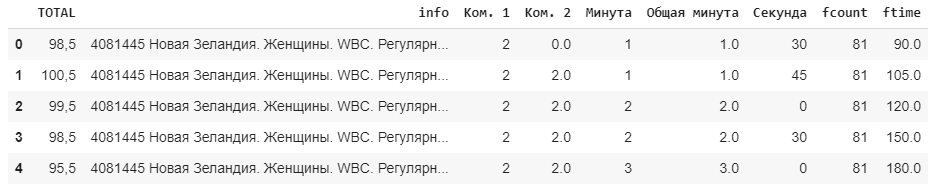 TOTAL info Ком. 1 Ком. 2 Минута Общая минута Секунда fcount ftime
0 98,5 4081445 Новая Зеландия. Женщины. WBC. Регулярн... 2 0.0 1 1.0 30 81 90.0
1 100,5 4081445 Новая Зеландия. Женщины. WBC. Регулярн... 2 2.0 1 1.0 45 81 105.0
2 99,5 4081445 Новая Зеландия. Женщины. WBC. Регулярн... 2 2.0 2 2.0 0 81 120.0
3 98,5 4081445 Новая Зеландия. Женщины. WBC. Регулярн... 2 2.0 2 2.0 30 81 150.0
4 95,5 4081445 Новая Зеландия. Женщины. WBC. Регулярн... 2 2.0 3 3.0 0 81 180.0